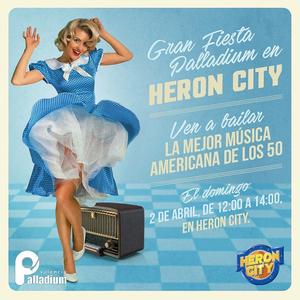 Gran Fiesta
Palladium en
HERON CITY
Ven a bailar
LA MEJOR MÚSICA
AMERICANA DE LOS 50
El domingo
2 DE ABRIL, DE 12:00 A 14:00,
EN HERON CITY.
valencia
Palladium
HERON
CITY